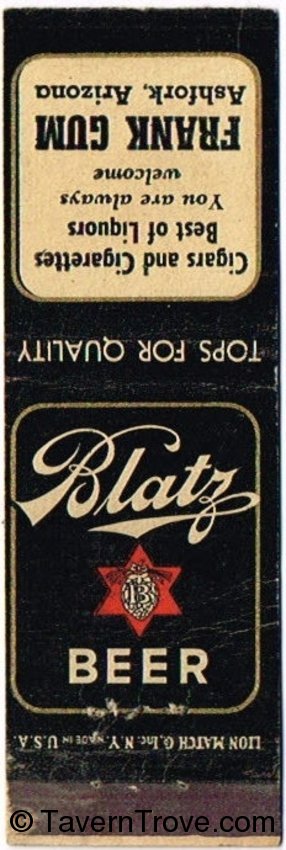 Cigars and Cigarettes
Best of Liquors
You are always
welcome
FRANK GUM
Ashfork, Arizona
TOPS FOR QUALITY
Blatz
B
BEER
LION MATCH CO., INC. N.Y. MADE IN U.S.A.
© TavernTrove.com